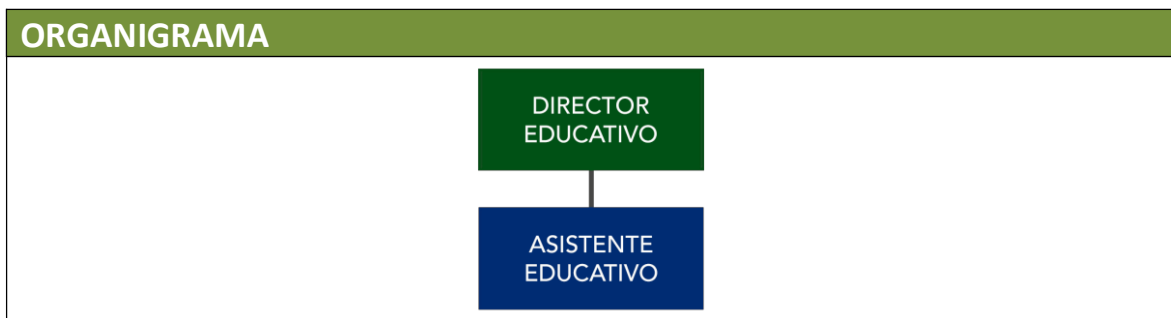 ORGANIGRAMA
DIRECTOR
EDUCATIVO
ASISTENTE
EDUCATIVO